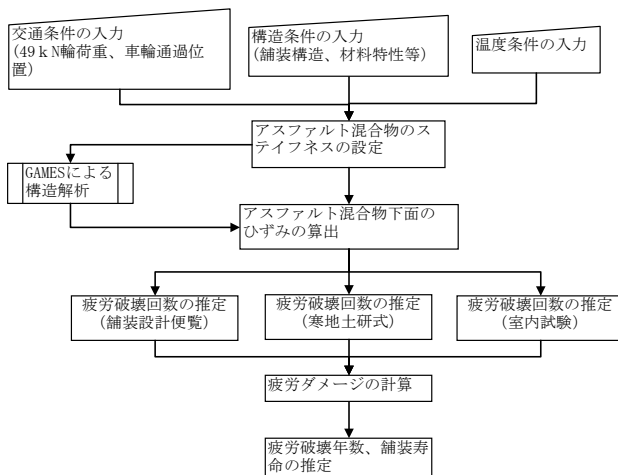 交通条件の入力
(49kN輪荷重、車輪通過位
置)
構造条件の入力
(舗装構造、材料特性等)
温度条件の入力
アスファルト混合物のス
テイフネスの設定
GAMESによる
構造解析
アスファルト混合物下面の
ひずみの算出
疲労破壊回数の推定
(舗装設計便覧)
疲労破壊回数の推定
(寒地土研式)
疲労破壊回数の推定
(室内試験)
疲労ダメージの計算
疲労破壊年数、舗装寿
命の推定